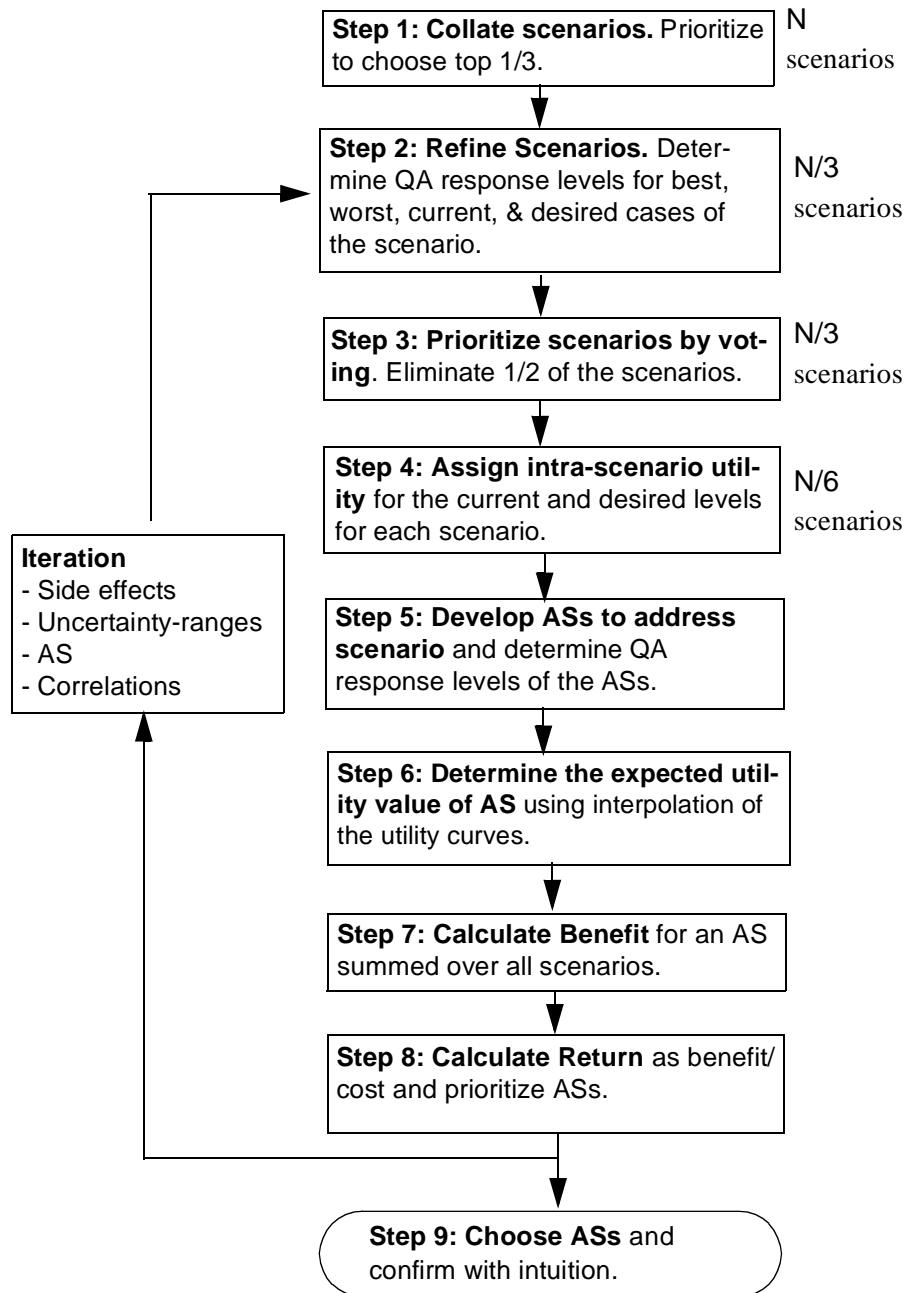 Step 1: Collate scenarios. Prioritize
to choose top 1/3.
N
scenarios
Step 2: Refine Scenarios. Deter-
mine QA response levels for best,
worst, current, & desired cases of
the scenario.
N/3
scenarios
Step 3: Prioritize scenarios by vot-
ing. Eliminate 1/2 of the scenarios.
N/3
scenarios
Step 4: Assign intra-scenario util-
ity for the current and desired levels
for each scenario.
N/6
scenarios
Iteration
- Side effects
- Uncertainty-ranges
- AS
- Correlations
Step 5: Develop ASs to address
scenario and determine QA
response levels of the ASs.
Step 6: Determine the expected util-
ity value of AS using interpolation of
the utility curves.
Step 7: Calculate Benefit for an AS
summed over all scenarios.
Step 8: Calculate Return as benefit/
cost and prioritize ASs.
Step 9: Choose ASs and
confirm with intuition.